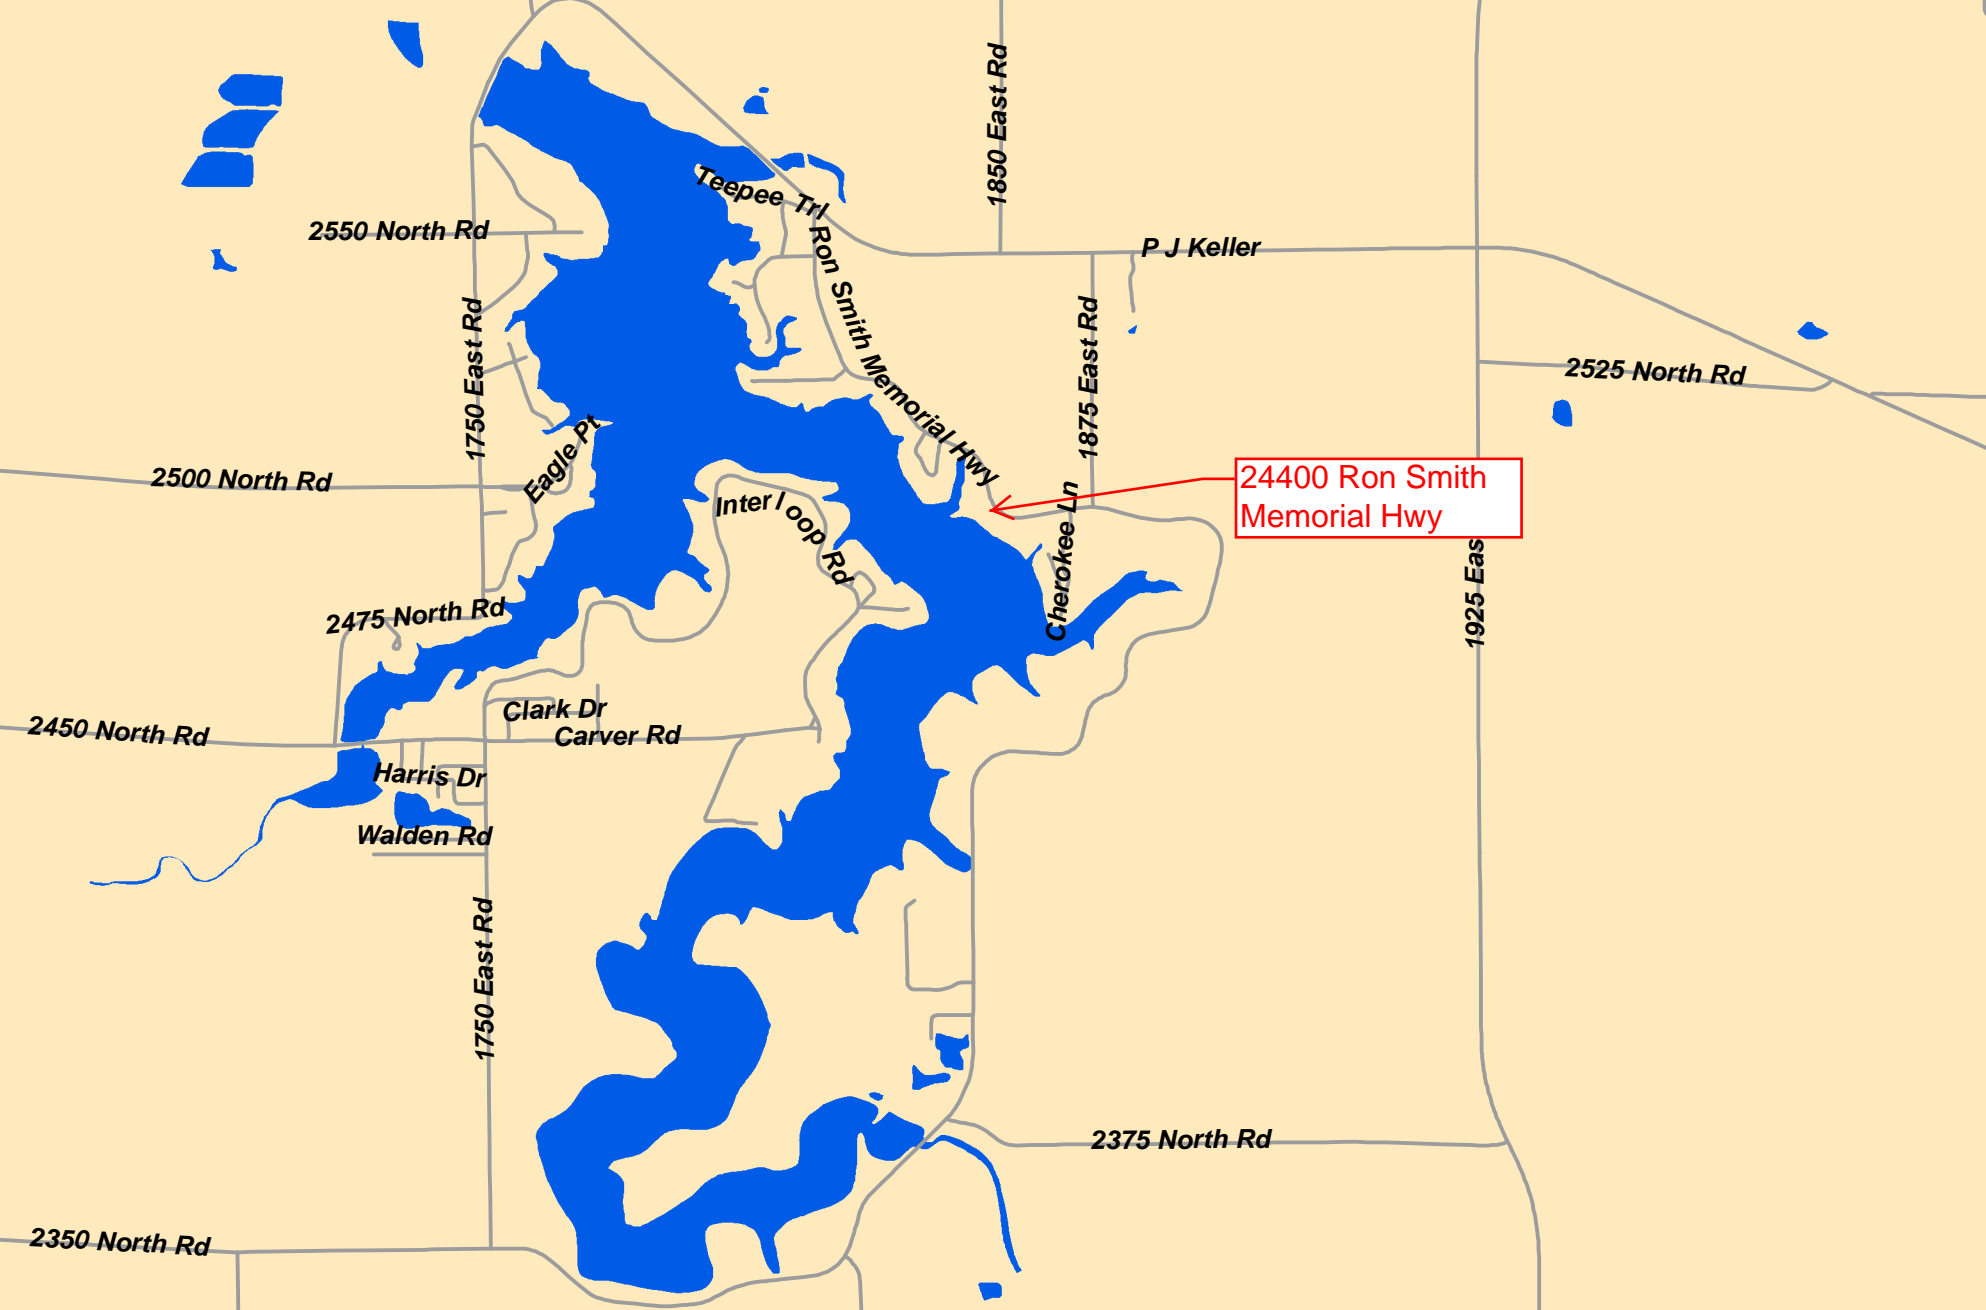 1850 East Rd
Teepee Trl
2550 North Rd
P J Keller
Ron Smith Memorial Hwy
1750 East Rd
1875 East Rd
2525 North Rd
Eagle Pt
2500 North Rd
24400 Ron Smith
Memorial Hwy
Inter loop Rd
Cherokee Ln
1925 Eas
2475 North Rd
Clark Dr
2450 North Rd
Carver Rd
Harris Dr
Walden Rd
1750 East Rd
2375 North Rd
2350 North Rd